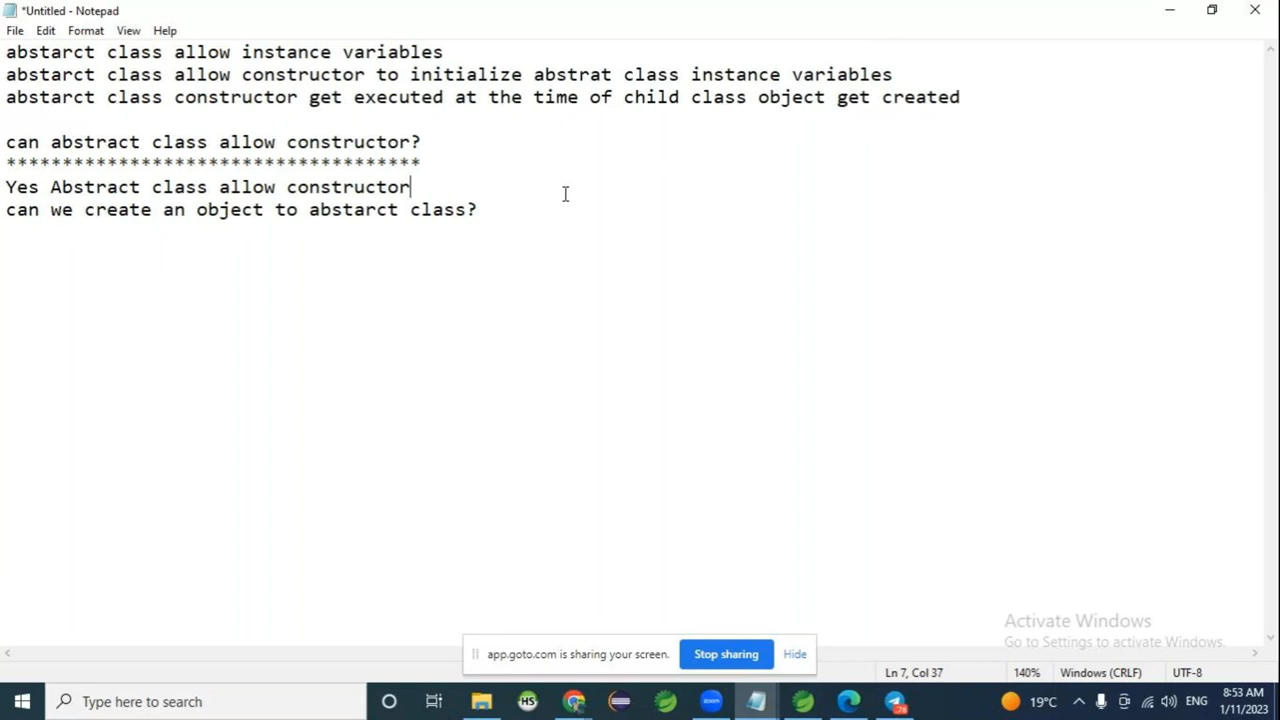 *Untitled - Notepad
File Edit Format View Help
abstarct class allow instance variables
abstarct class allow constructor to initialize abstrat class instance variables
abstarct class constructor get executed at the time of child class object get created
can abstract class allow constructor?
*************************************
Yes Abstract class allow constructor
can we create an object to abstarct class?
Activate Windows
Go to Settings to activate Windows.
app.goto.com is sharing your screen. Stop sharing Hide
Ln 7, Col 37 140% Windows (CRLF) UTF-8
Type here to search HS zoom 78 19°C ENG 8:53 AM
1/11/2023